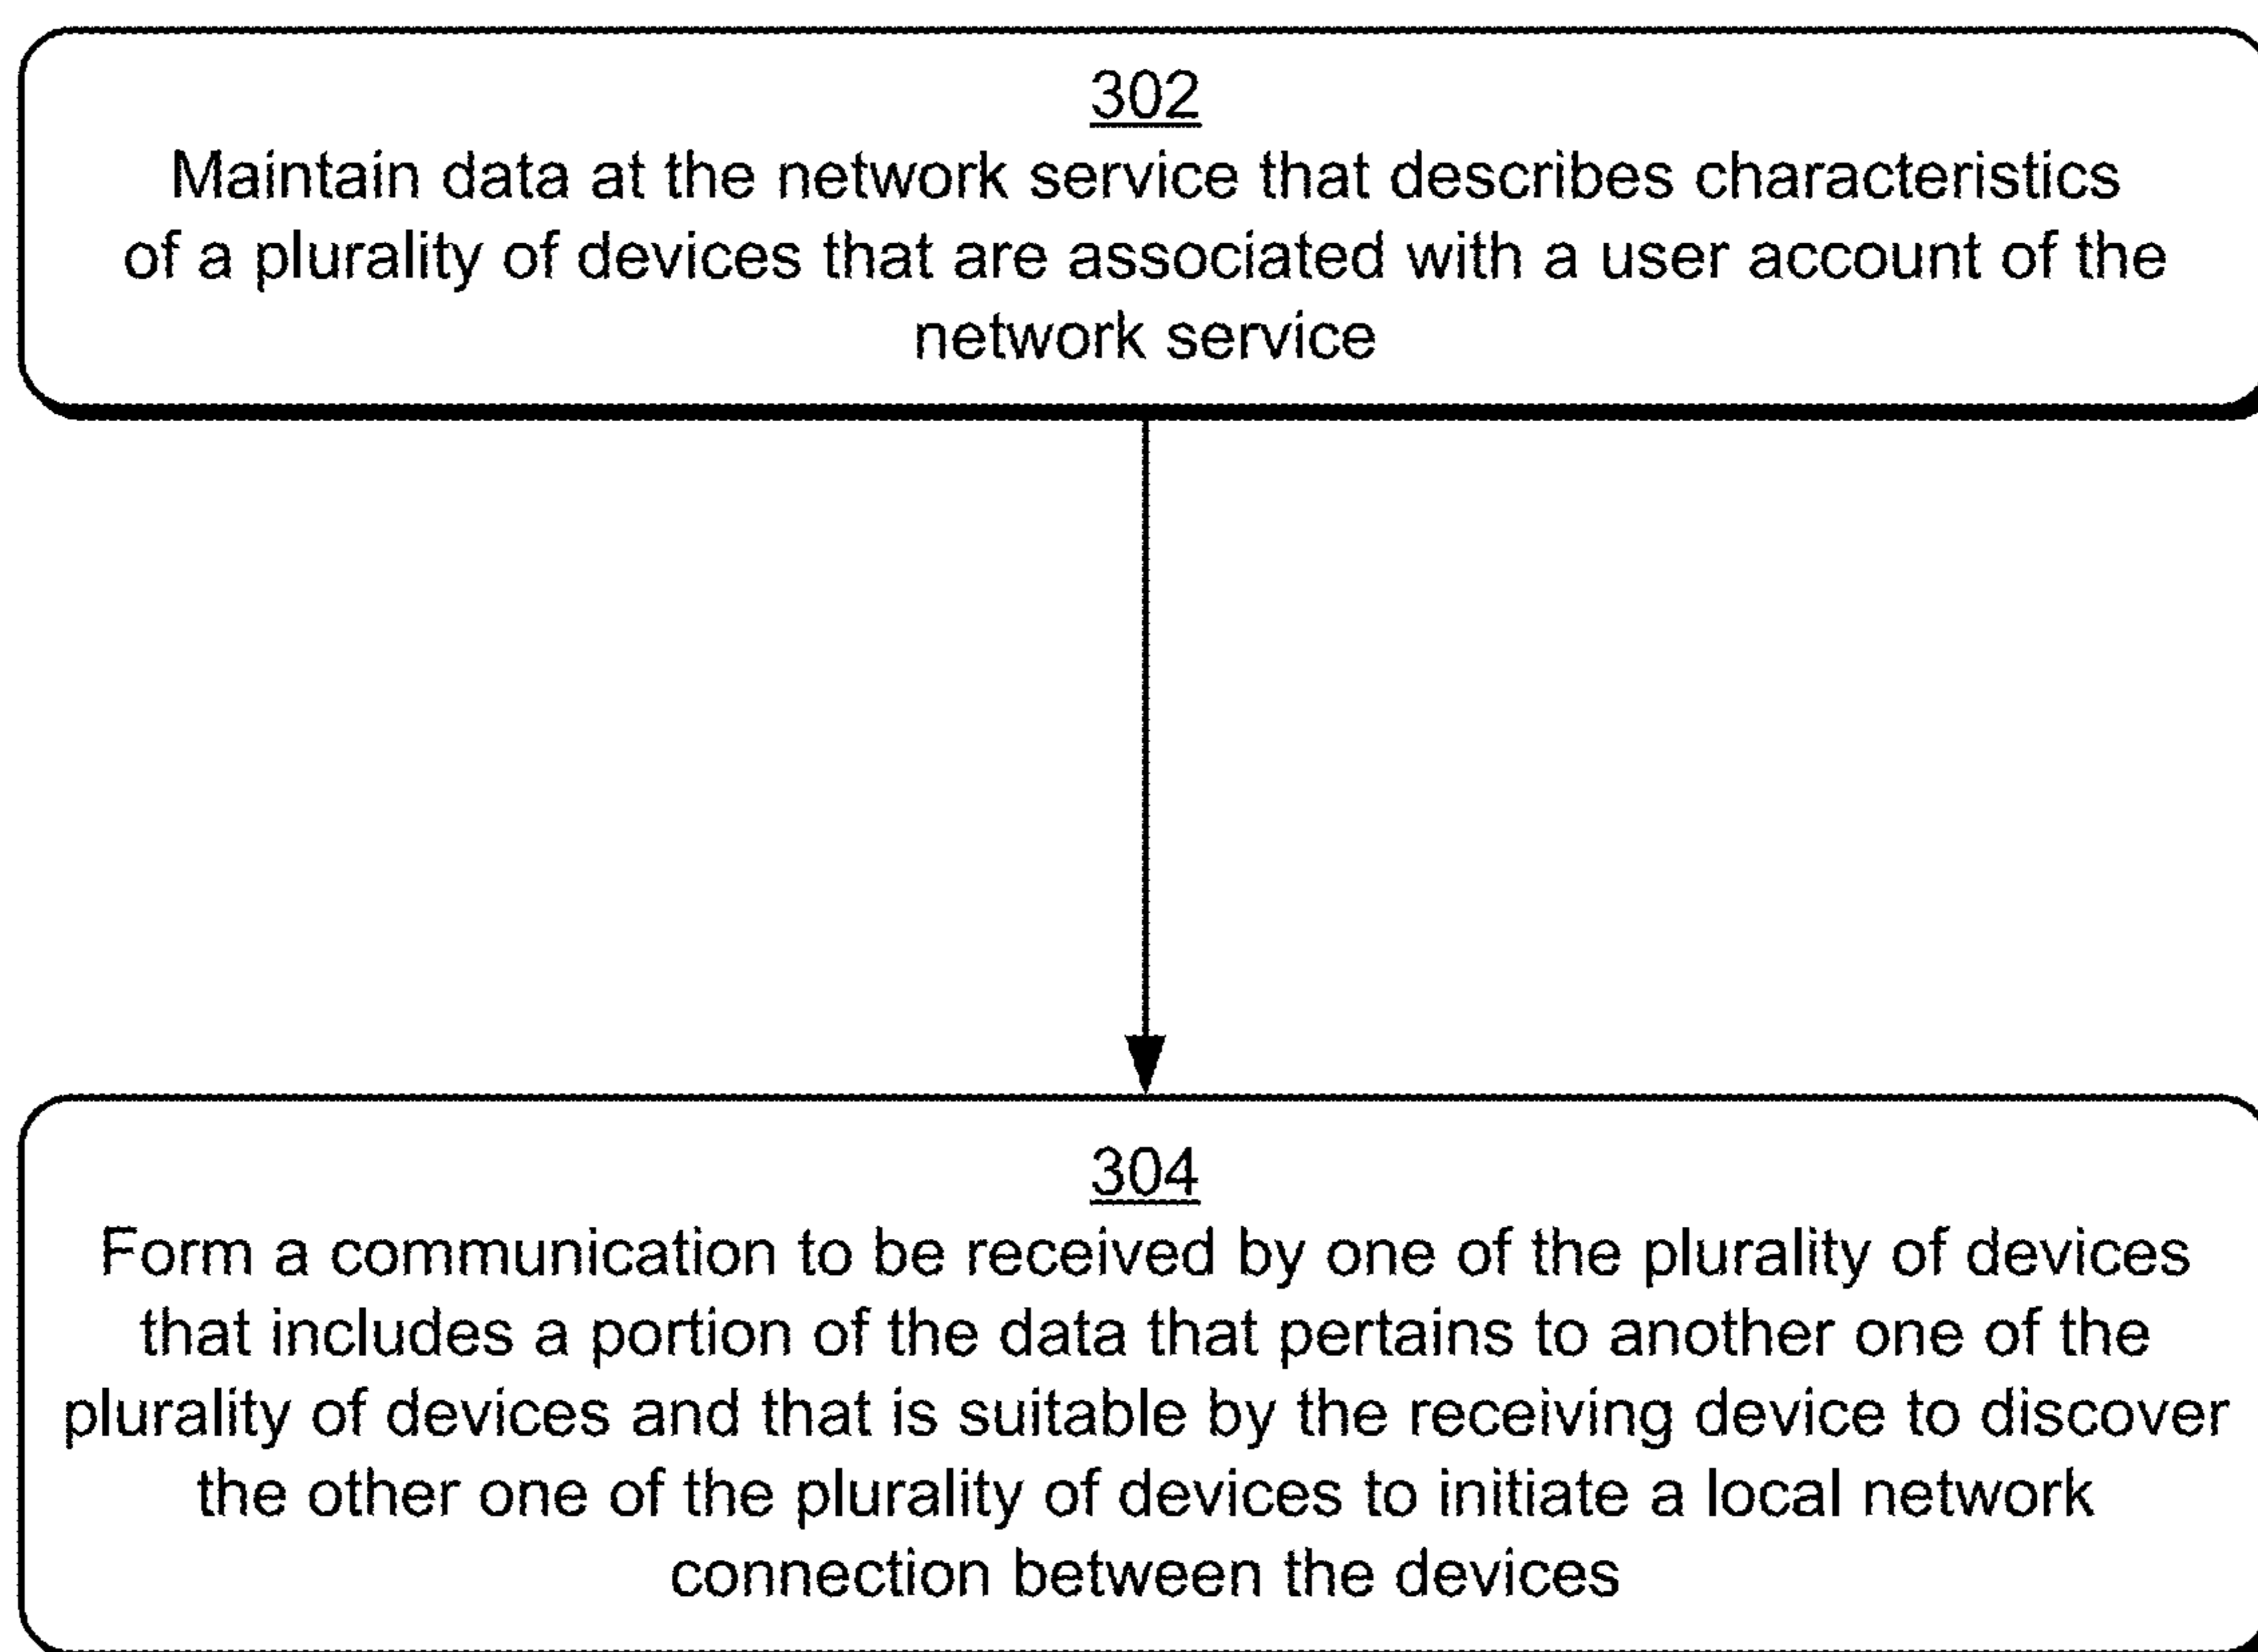 302
Maintain data at the network service that describes characteristics
of a plurality of devices that are associated with a user account of the
network service
304
Form a communication to be received by one of the plurality of devices
that includes a portion of the data that pertains to another one of the
plurality of devices and that is suitable by the receiving device to discover
the other one of the plurality of devices to initiate a local network
connection between the devices